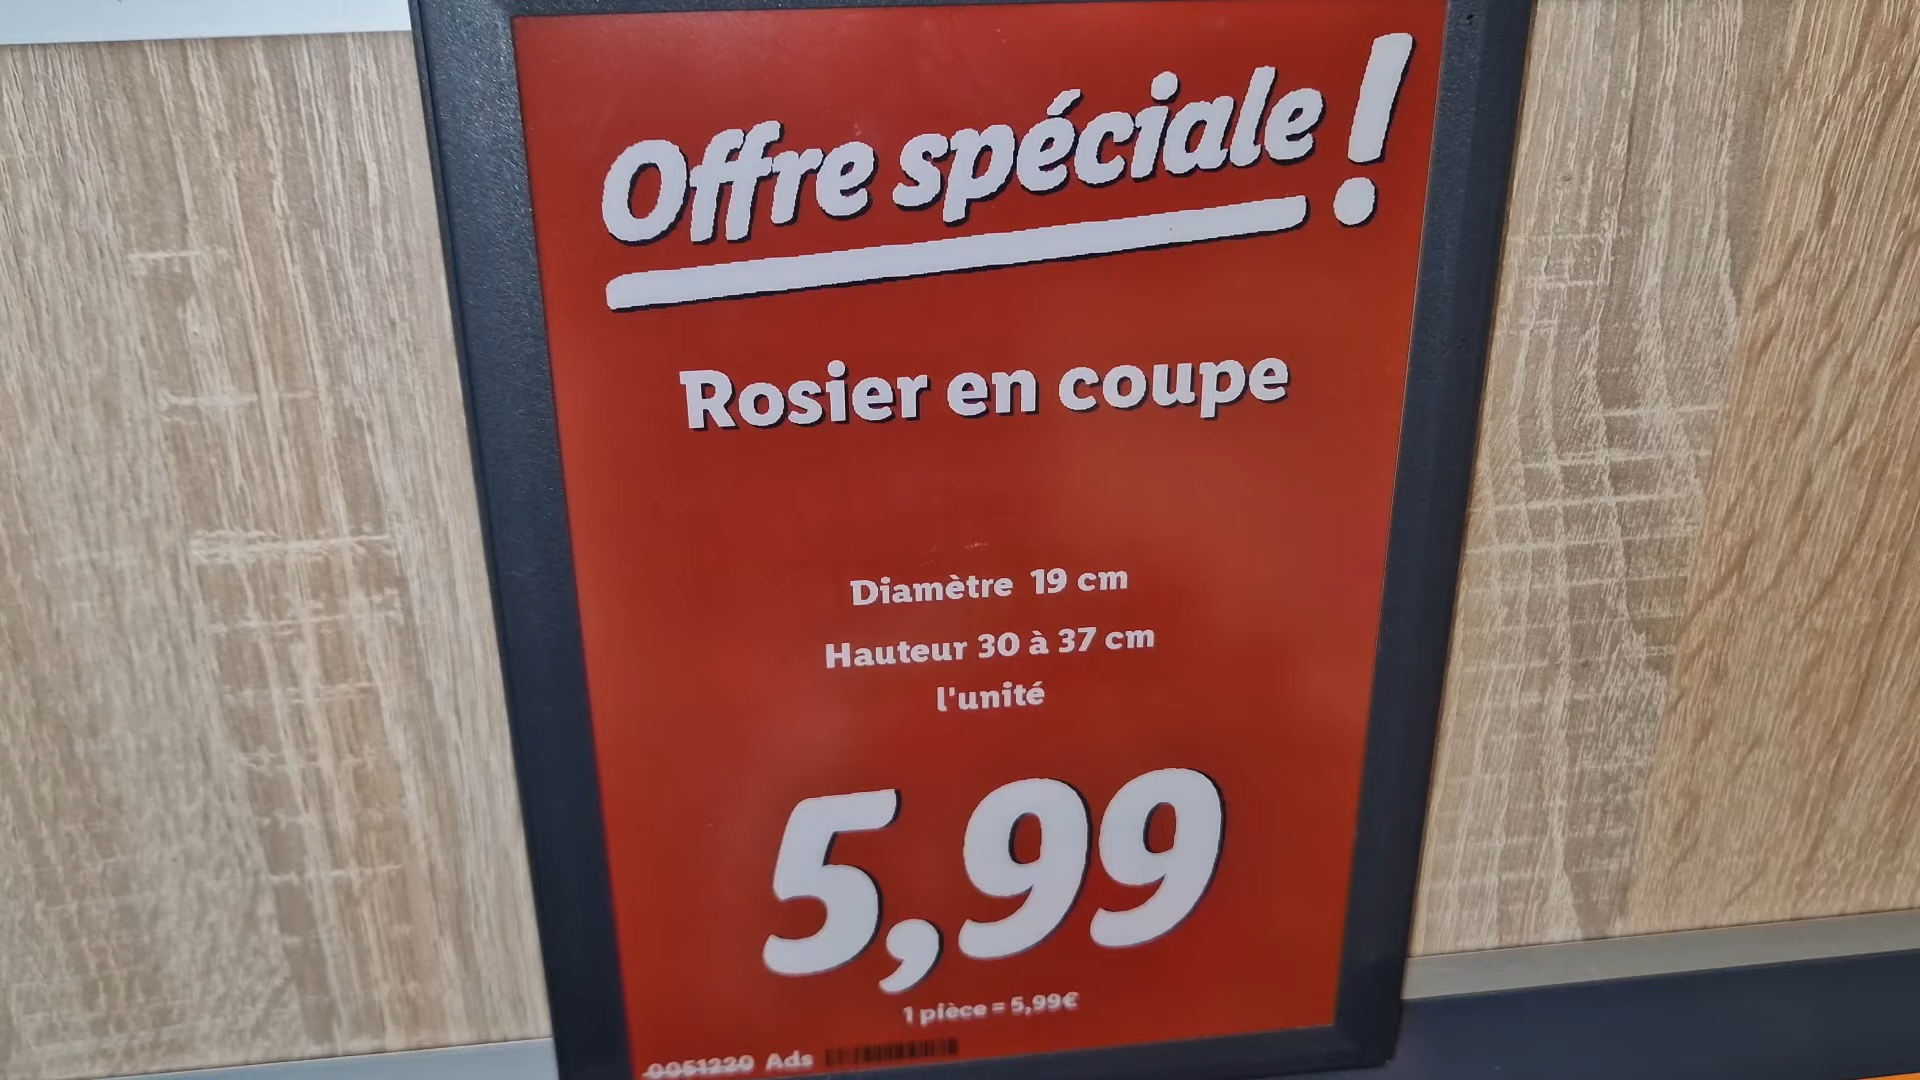 Offre spéciale !
Rosier en coupe
Diamètre 19 cm
Hauteur 30 à 37 cm
l'unité
5,99
1 pièce = 5,99€
0051220 Ads